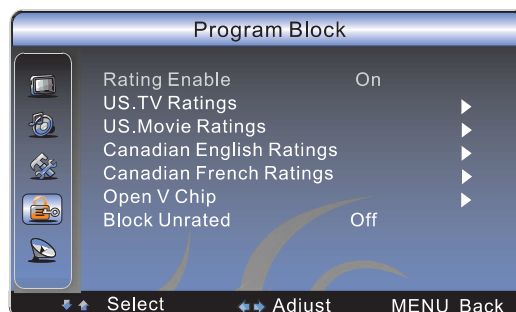 Program Block
Rating Enable On
US.TV Ratings
US.Movie Ratings
Canadian English Ratings
Canadian French Ratings
Open V Chip
Block Unrated Off
Select Adjust MENU Back